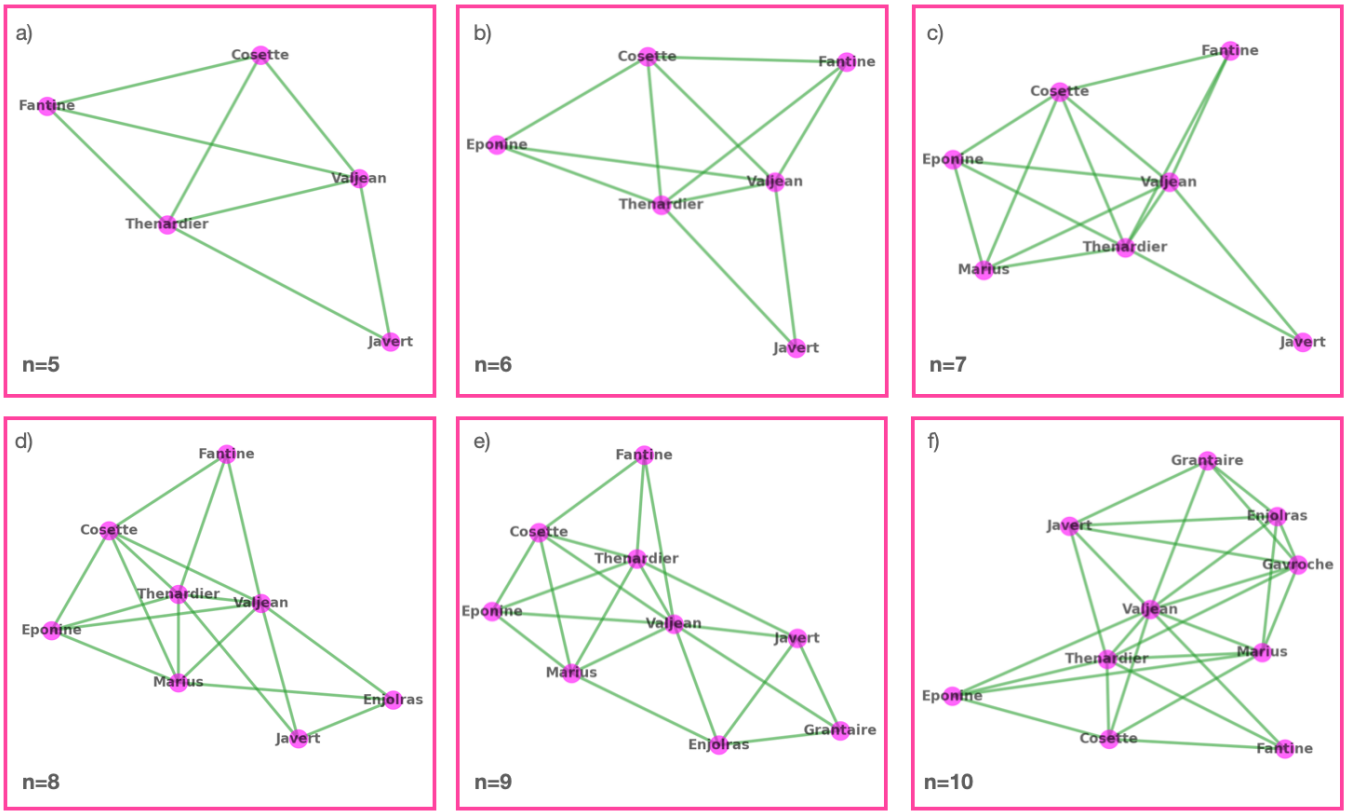 a)
Cosette
Fantine
Valjean
Thenardier
Javert
n=5
b)
Cosette
Fantine
Eponine
Valjean
Thenardier
Javert
n=6
c)
Fantine
Cosette
Eponine
Valjean
Thenardier
Marius
Javert
n=7
d)
Fantine
Cosette
Thenardier
Valjean
Eponine
Marius
Enjolras
Javert
n=8
e)
Fantine
Cosette
Thenardier
Eponine
Valjean
Javert
Marius
Grantaire
Enjolras
n=9
f)
Grantaire
Enjolras
Javert
Gavroche
Valjean
Marius
Thenardier
Eponine
Cosette
Fantine
n=10